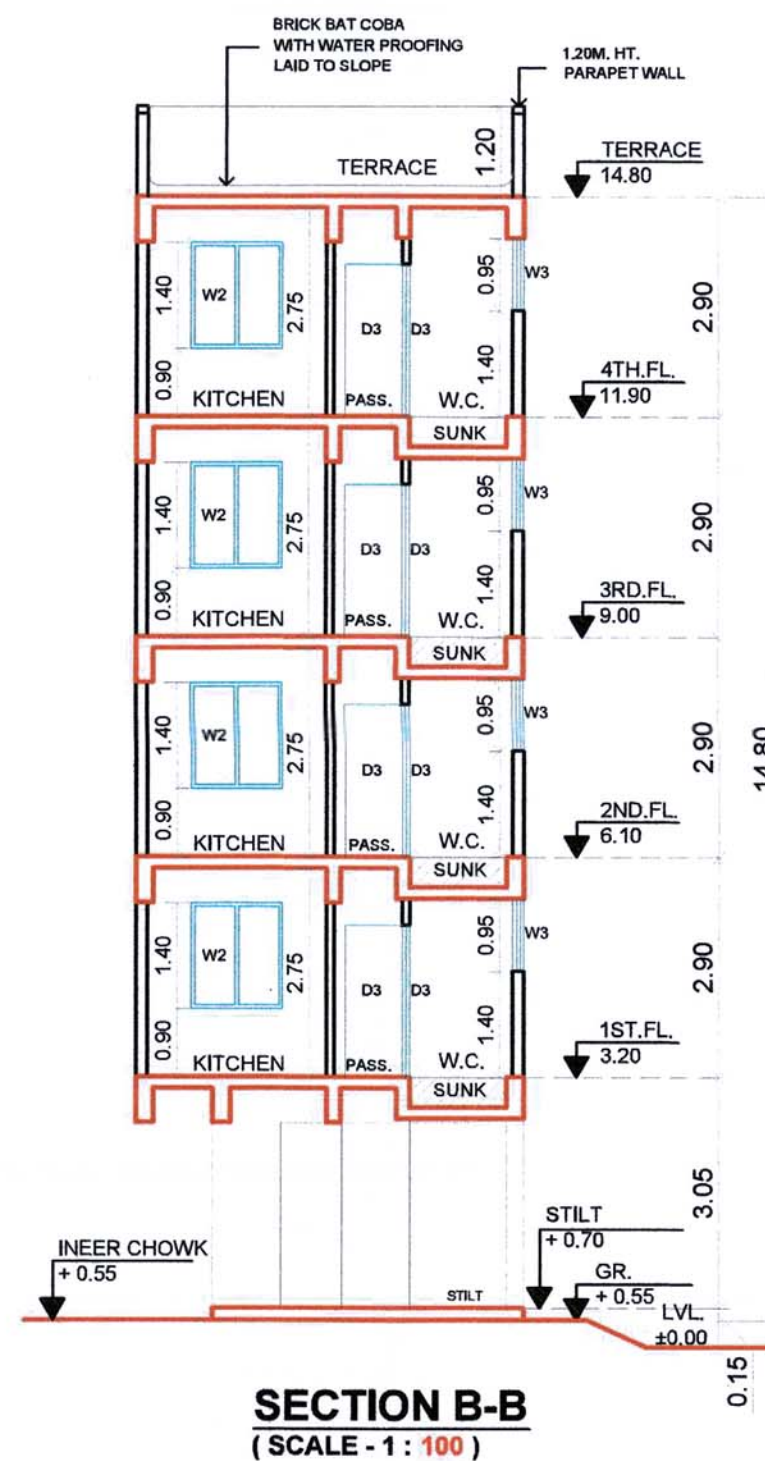 BRICK BAT COBA
WITH WATER PROOFING
LAID TO SLOPE
1.20M. HT.
PARAPET WALL
1.20
TERRACE
TERRACE
14.80
1.40
W2
2.75
0.90
KITCHEN
D3
D3
PASS.
0.95
W3
1.40
W.C.
SUNK
2.90
4TH.FL.
11.90
1.40
W2
2.75
0.90
KITCHEN
D3
D3
PASS.
0.95
W3
1.40
W.C.
SUNK
2.90
3RD.FL.
9.00
1.40
W2
2.75
0.90
KITCHEN
D3
D3
PASS.
0.95
W3
1.40
W.C.
SUNK
2.90
14.80
2ND.FL.
6.10
1.40
W2
2.75
0.90
KITCHEN
D3
D3
PASS.
0.95
W3
1.40
W.C.
SUNK
2.90
1ST.FL.
3.20
3.05
INEER CHOWK
+ 0.55
STILT
STILT
+ 0.70
GR.
+ 0.55
LVL.
±0.00
0.15
SECTION B-B
( SCALE - 1 : 100 )